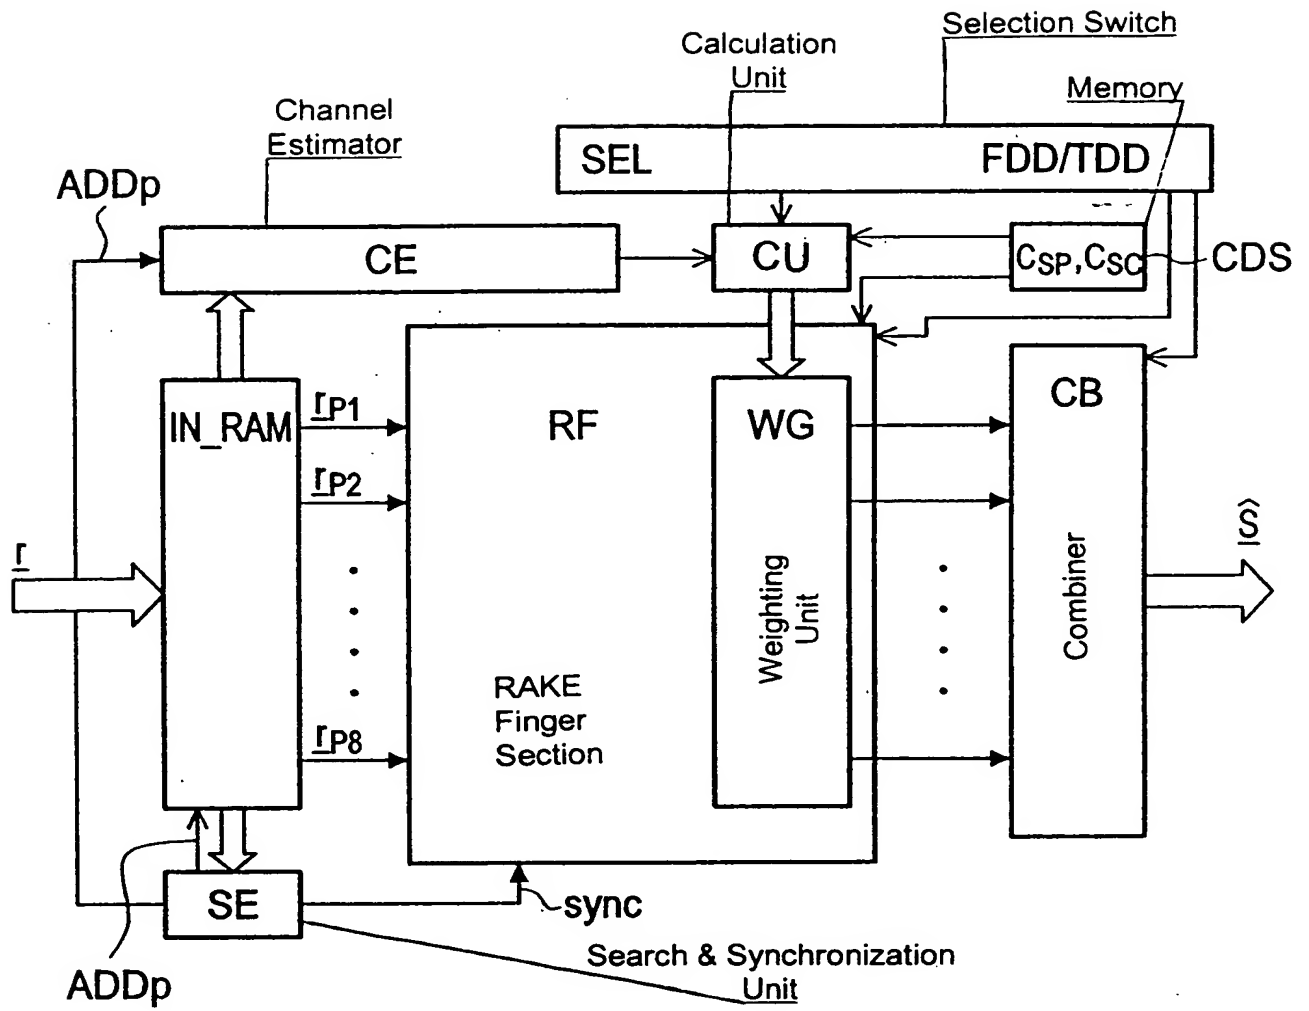 Selection Switch
Calculation
Unit
Memory
Channel
Estimator
SEL FDD/TDD
ADDp
CE
CU
CSP,CSC
CDS
IN_RAM
rP1
RF
WG
CB
rP2
r
ŝ
Weighting
Unit
Combiner
RAKE
Finger
Section
rP8
SE
sync
ADDp
Search & Synchronization
Unit